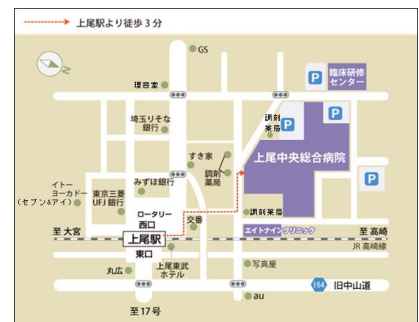 上尾駅より徒歩3分
GS
N
理容室
P
臨床研修
センター
埼玉りそな
銀行
調剤
薬局
P
P
すき家
調剤
薬局
上尾中央総合病院
P
イトー
ヨーカドー
(セブン&アイ)
東京三菱
UFJ銀行
みずほ銀行
ロータリー
西口
交番
調剤薬局
エイトナインクリニック
至 大宮
上尾駅
至 高崎
JR高崎線
東口
丸広
上尾東武
ホテル
写真屋
164
旧中山道
au
至17号